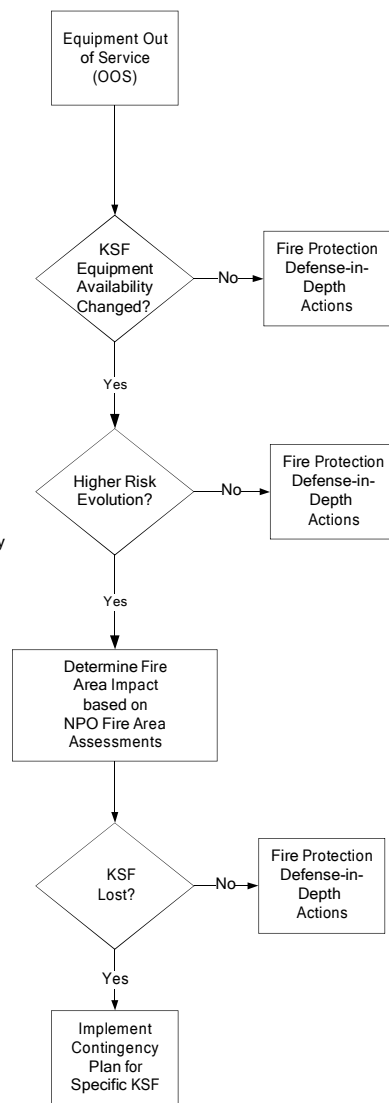 Equipment Out
of Service
(OOS)
KSF
Equipment
Availability
Changed?
No
Fire Protection
Defense-in-
Depth
Actions
Yes
Higher Risk
Evolution?
No
Fire Protection
Defense-in-
Depth
Actions
y
Yes
Determine Fire
Area Impact
based on
NPO Fire Area
Assessments
KSF
Lost?
No
Fire Protection
Defense-in-
Depth
Actions
Yes
Implement
Contingency
Plan for
Specific KSF